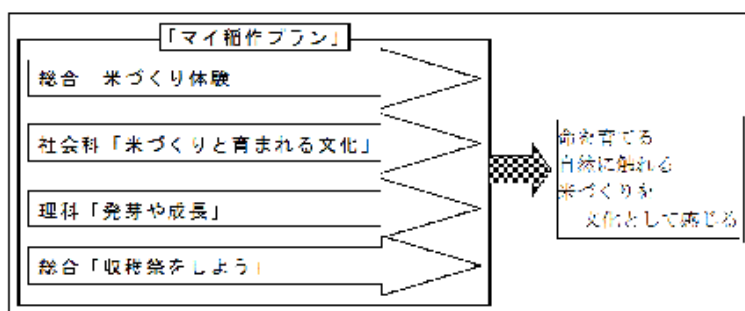 「マイ稲作プラン」
総合　米づくり体験
社会科「米づくりと育まれる文化」
理科「発芽や成長」
総合「収穫祭をしよう」
命を育てる
自然に触れる
米づくりを
文化として感じる